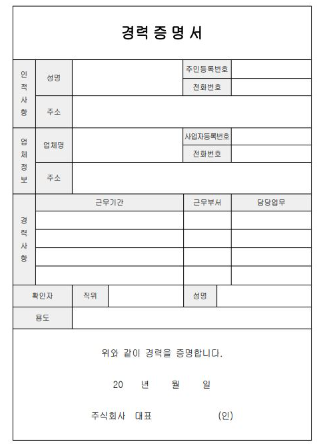 경력증명서
인적사항
성명
주민등록번호
전화번호
주소
업체정보
업체명
사업자등록번호
전화번호
주소
경력사항
근무기간 근무부서 담당업무
확인자 직위 성명
용도
위와 같이 경력을 증명합니다.
20 년 월 일
주식회사 대표 (인)